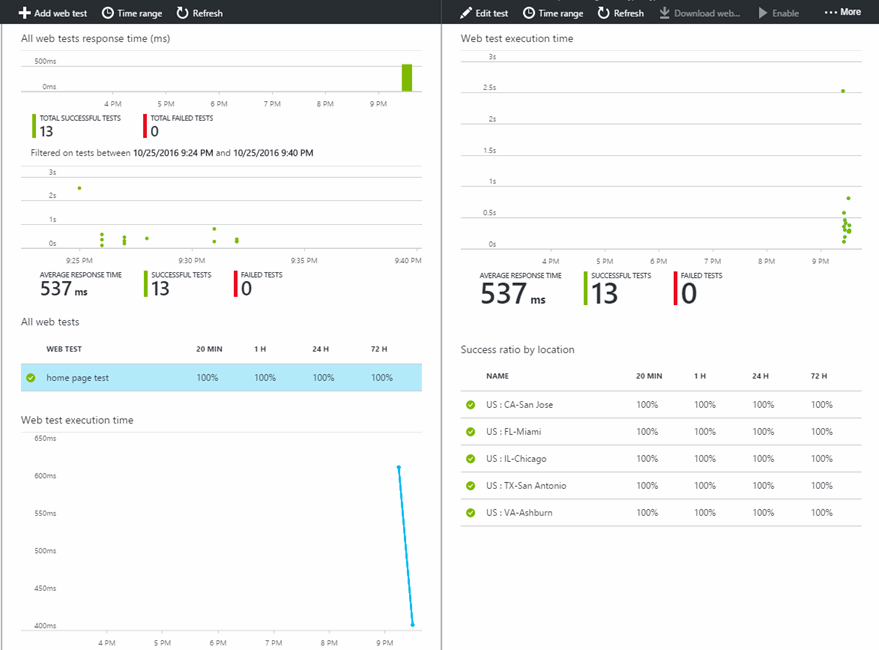 Add web test Time range Refresh
All web tests response time (ms)
500ms
0ms
4 PM 5 PM 6 PM 7 PM 8 PM 9 PM
TOTAL SUCCESSFUL TESTS TOTAL FAILED TESTS
13 0
Filtered on tests between 10/25/2016 9:24 PM and 10/25/2016 9:40 PM
3s
2s
1s
0s
9:25 PM 9:30 PM 9:35 PM 9:40 PM
AVERAGE RESPONSE TIME SUCCESSFUL TESTS FAILED TESTS
537 ms 13 0
All web tests
WEB TEST 20 MIN 1 H 24 H 72 H
home page test 100% 100% 100% 100%
Web test execution time
650ms
600ms
550ms
500ms
450ms
400ms
4 PM 5 PM 6 PM 7 PM 8 PM 9 PM
Edit test Time range Refresh Download web... Enable ••• More
Web test execution time
3s
2.5s
2s
1.5s
1s
0.5s
0s
4 PM 5 PM 6 PM 7 PM 8 PM 9 PM
AVERAGE RESPONSE TIME SUCCESSFUL TESTS FAILED TESTS
537 ms 13 0
Success ratio by location
NAME 20 MIN 1 H 24 H 72 H
US : CA-San Jose 100% 100% 100% 100%
US : FL-Miami 100% 100% 100% 100%
US : IL-Chicago 100% 100% 100% 100%
US : TX-San Antonio 100% 100% 100% 100%
US : VA-Ashburn 100% 100% 100% 100%